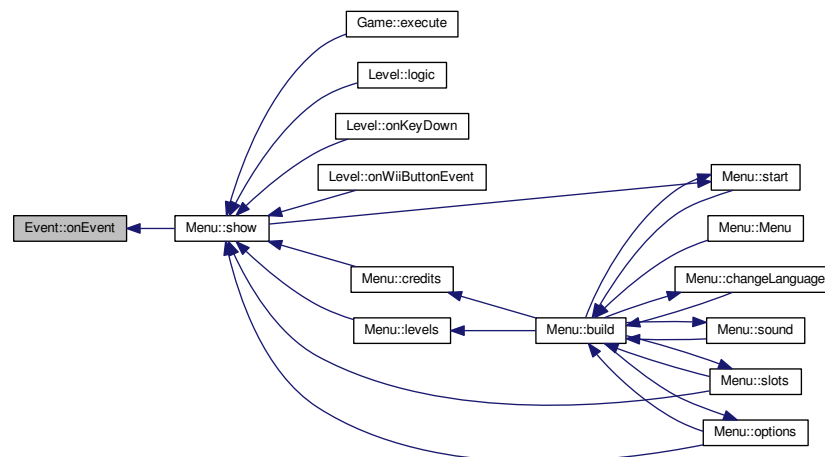 Game::execute
Level::logic
Level::onKeyDown
Level::onWiiButtonEvent
Menu::start
Event::onEvent
Menu::show
Menu::Menu
Menu::credits
Menu::changeLanguage
Menu::levels
Menu::build
Menu::sound
Menu::slots
Menu::options